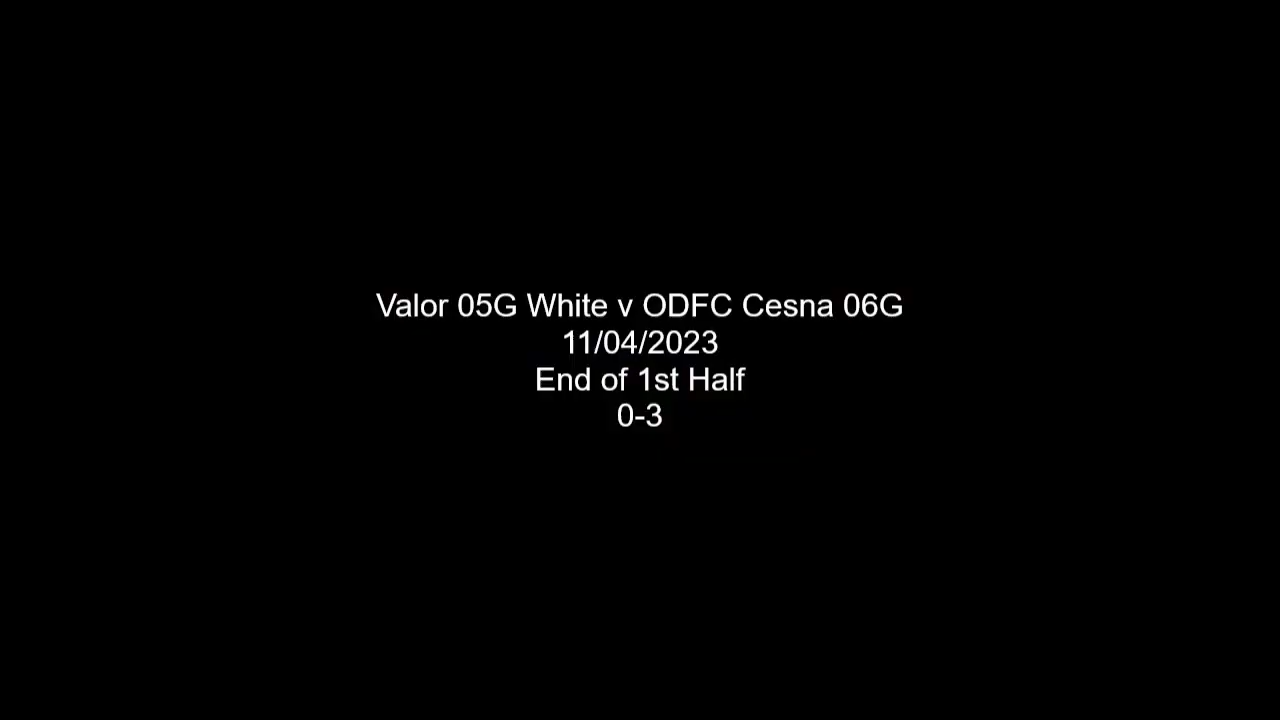 Valor 05G White v ODFC Cesna 06G
11/04/2023
End of 1st Half
0-3